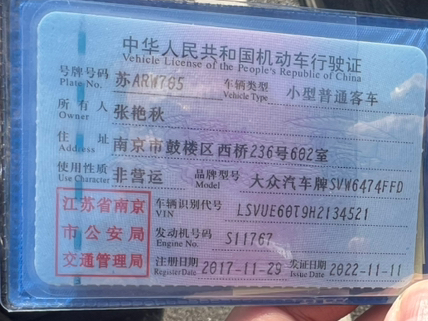 中华人民共和国机动车行驶证
Vehicle License of the People's Republic of China
号牌号码 苏ARW765 车辆类型 小型普通客车
Plate No. Vehicle Type
所有人 张艳秋
Owner
住址 南京市鼓楼区西桥236号602室
Address
使用性质 非营运 品牌型号 大众汽车牌SVW6474FFD
Use Character Model
江苏省南京 车辆识别代号 LSVUE60T9H2134521
VIN
市公安局 发动机号码 S11767
Engine No.
交通管理局 注册日期 2017-11-29 发证日期 2022-11-11
Register Date Issue Date